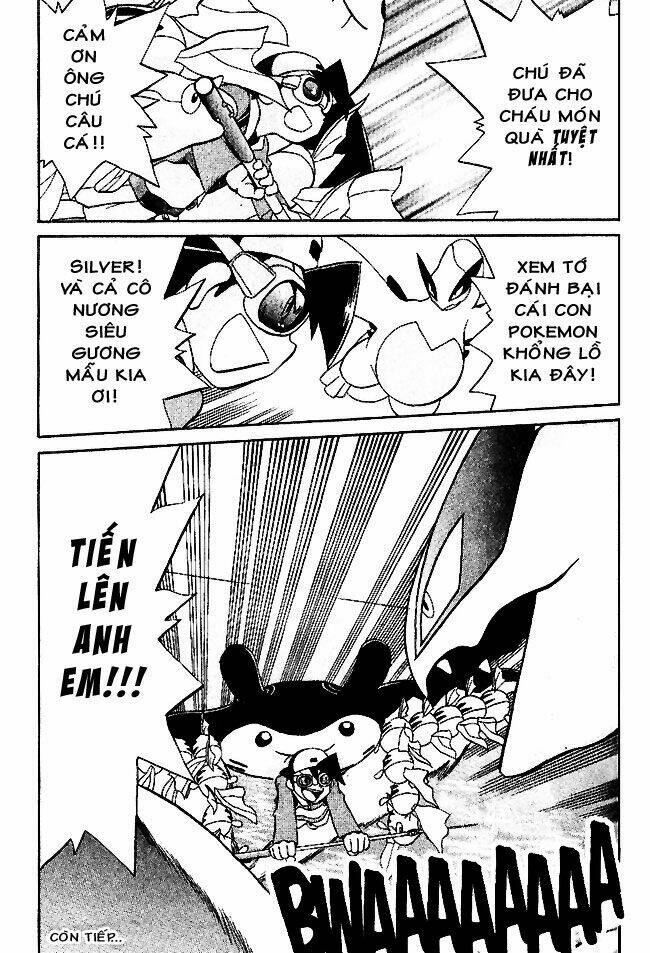 CHÚ ĐÃ
ĐƯA CHO
CHÁU MÓN
QUÀ TUYỆT
NHẤT!
CẢM
ƠN
ÔNG
CHÚ
CÂU
CÁ!!
XEM TỚ
ĐÁNH BẠI
CÁI CON
POKEMON
KHỔNG LỒ
KIA ĐÂY!
SILVER!
VÀ CẢ CÔ
NƯƠNG
SIÊU
GƯƠNG
MẪU KIA
ƠI!
TIẾN
LÊN
ANH
EM!!!
BWAAAAAAAAA
CÒN TIẾP...